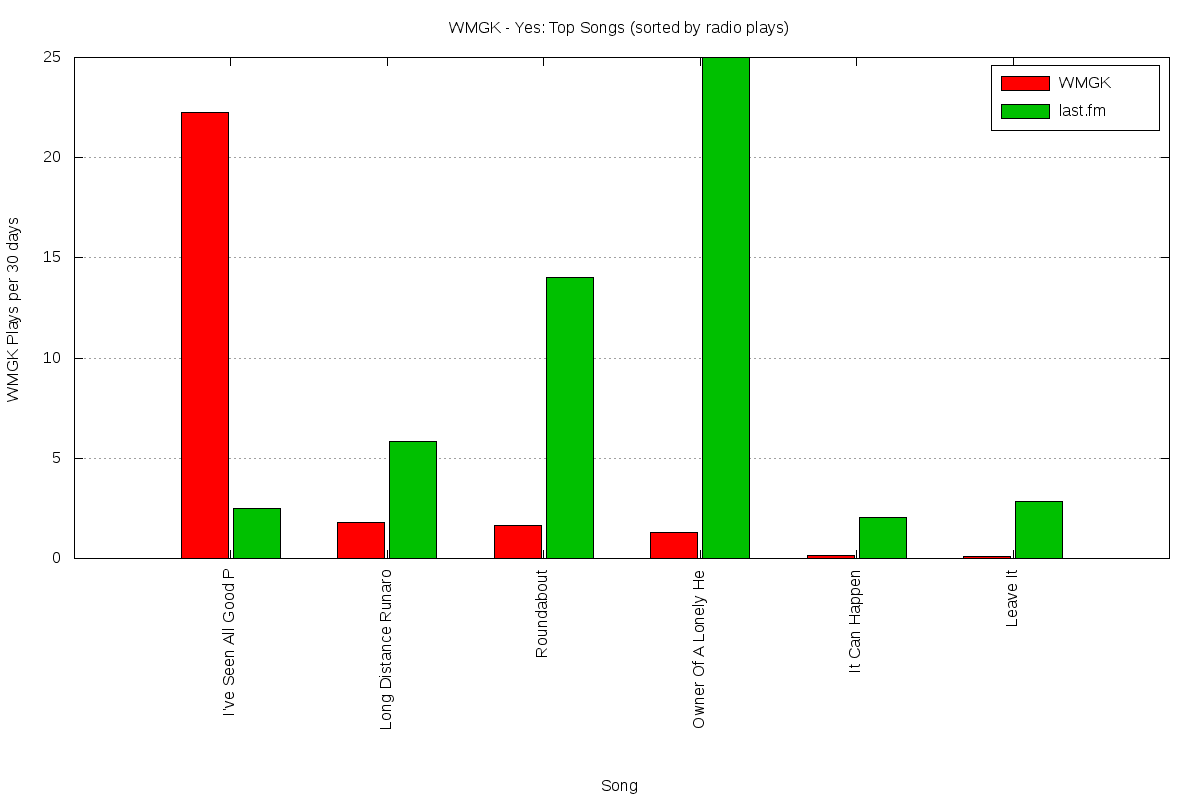 WMGK - Yes: Top Songs (sorted by radio plays)
WMGK Plays per 30 days
25
20
15
10
5
0
WMGK
last.fm
I've Seen All Good P
Long Distance Runaro
Roundabout
Owner Of A Lonely He
It Can Happen
Leave It
Song